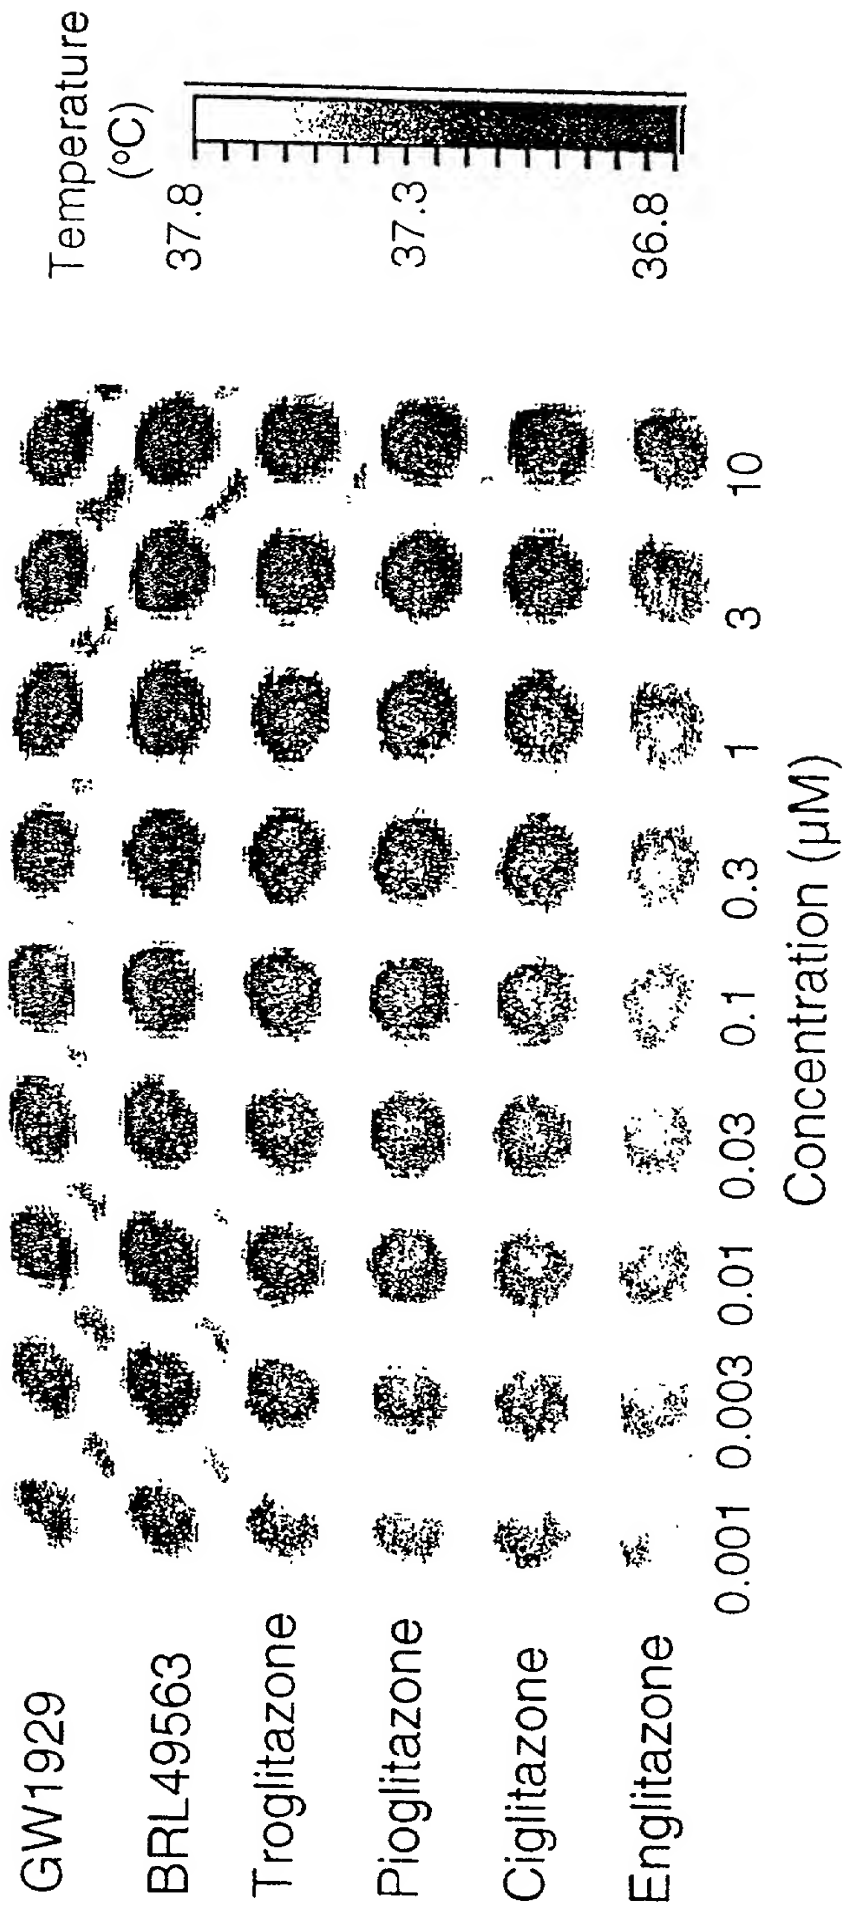 Temperature
(°C)
37.8
37.3
36.8
GW1929
BRL49563
Troglitazone
Pioglitazone
Ciglitazone
Englitazone
0.001 0.003 0.01 0.03 0.1 0.3 1 3 10
Concentration (µM)